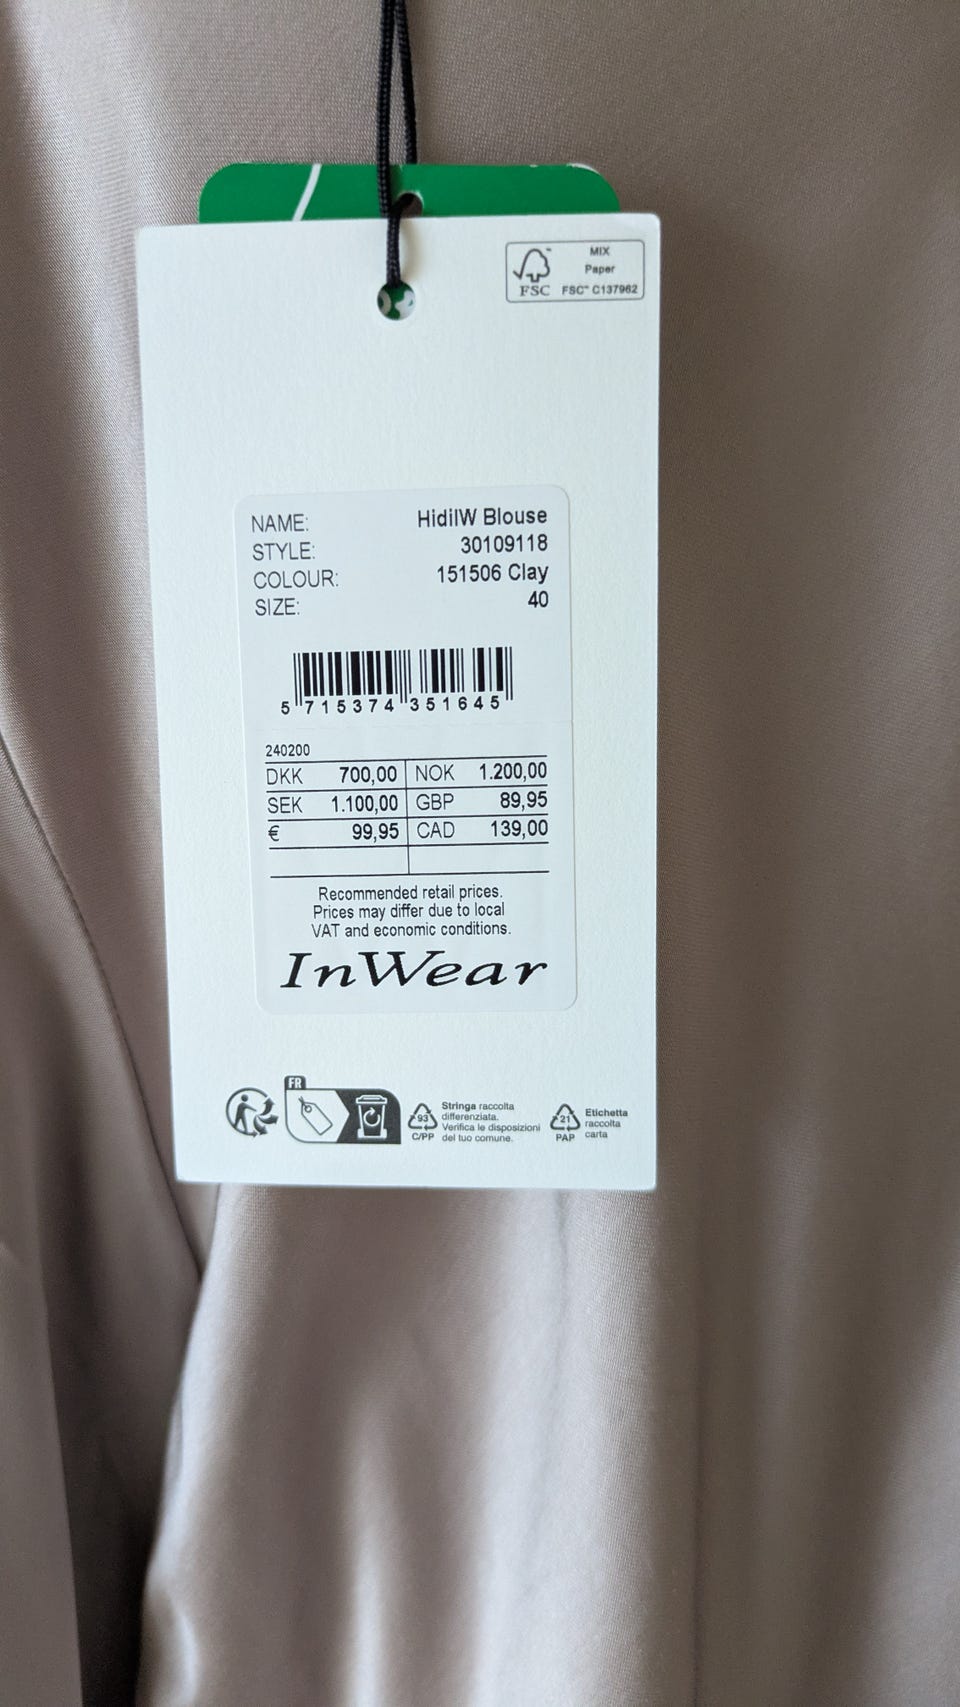 MIX
Paper
FSC FSC™ C137962
NAME: HidiIW Blouse
STYLE: 30109118
COLOUR: 151506 Clay
SIZE: 40
5 715374 351645
240200
DKK 700,00 NOK 1.200,00
SEK 1.100,00 GBP 89,95
€ 99,95 CAD 139,00
Recommended retail prices.
Prices may differ due to local
VAT and economic conditions.
InWear
FR
93
C/PP
Stringa raccolta
differenziata.
Verifica le disposizioni
del tuo comune.
21
PAP
Etichetta
raccolta
carta